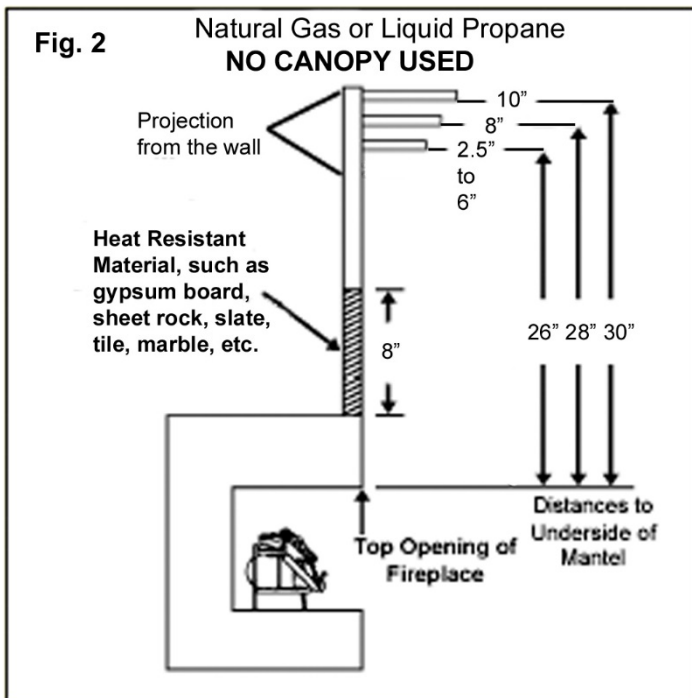 Fig. 2
Natural Gas or Liquid Propane
NO CANOPY USED
Projection
from the wall
10”
8”
2.5”
to
6”
Heat Resistant
Material, such as
gypsum board,
sheet rock, slate,
tile, marble, etc.
8”
26” 28” 30”
Top Opening of
Fireplace
Distances to
Underside of
Mantel